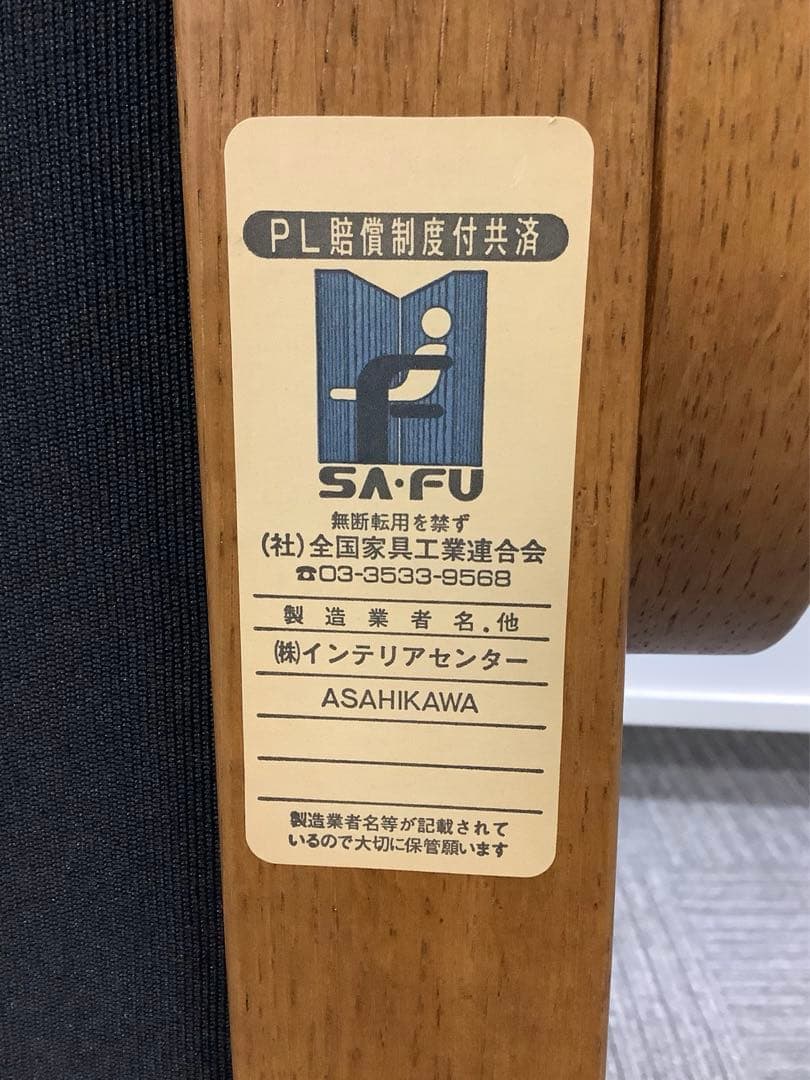 PL賠償制度付共済
SA・FU
無断転用を禁ず
(社)全国家具工業連合会
☎03-3533-9568
製造業者名.他
(株)インテリアセンター
ASAHIKAWA
製造業者名等が記載されて
いるので大切に保管願います